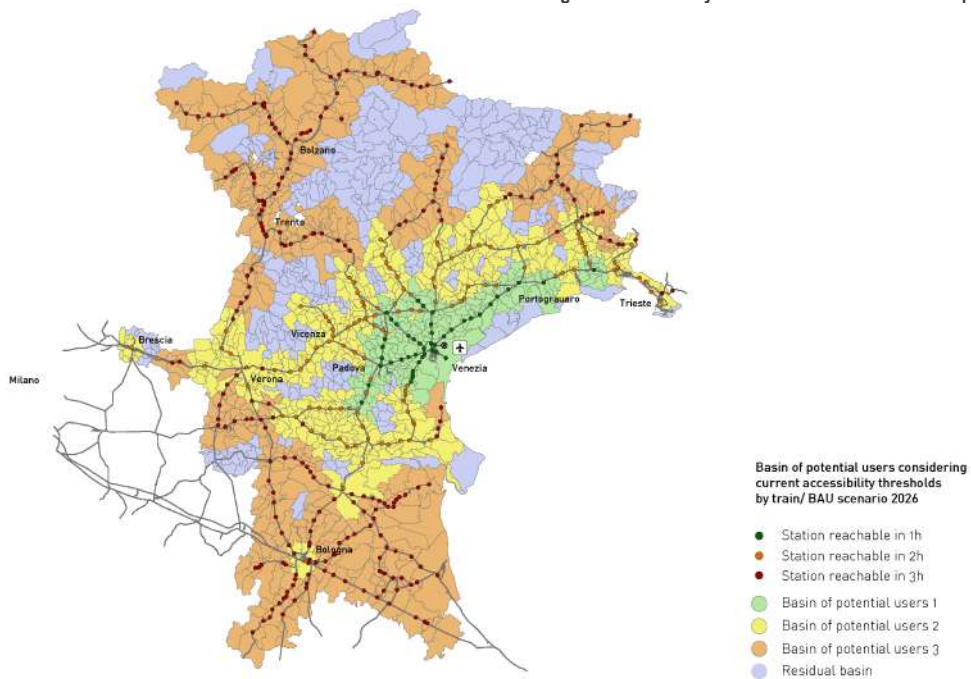 Bolzano
Trento
Portogruaro
Trieste
Vicenza
Brescia
Padova
Venezia
Verona
Milano
Bologna
Basin of potential users considering
current accessibility thresholds
by train/ BAU scenario 2026
Station reachable in 1h
Station reachable in 2h
Station reachable in 3h
Basin of potential users 1
Basin of potential users 2
Basin of potential users 3
Residual basin